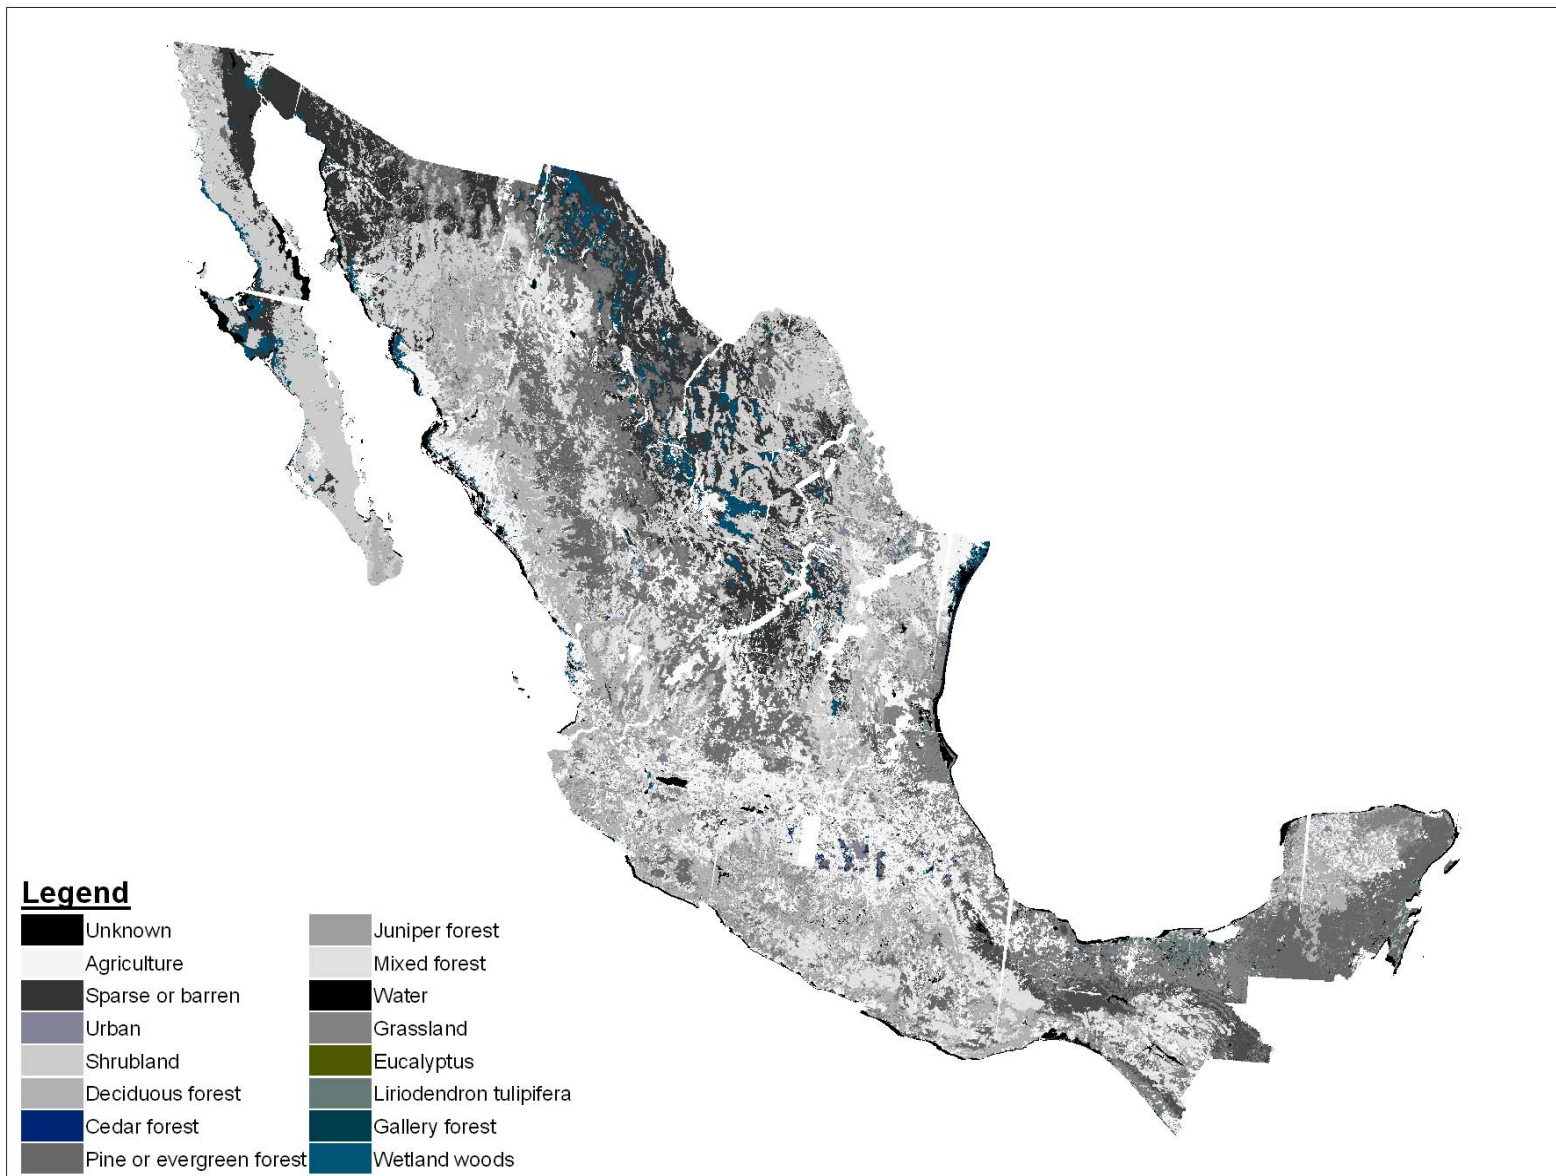 Legend
Unknown
Agriculture
Sparse or barren
Urban
Shrubland
Deciduous forest
Cedar forest
Pine or evergreen forest
Juniper forest
Mixed forest
Water
Grassland
Eucalyptus
Liriodendron tulipifera
Gallery forest
Wetland woods